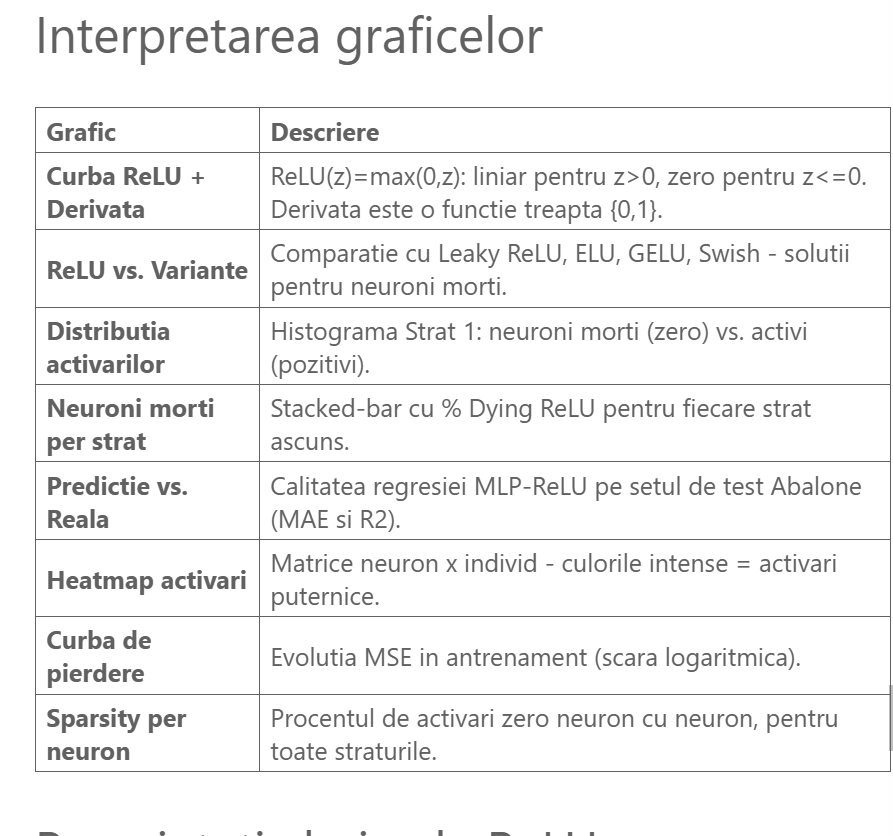 Interpretarea graficelor
Grafic
Descriere
Curba ReLU +
Derivata
ReLU(z)=max(0,z): liniar pentru z>0, zero pentru z<=0.
Derivata este o functie treapta {0,1}.
ReLU vs. Variante
Comparatie cu Leaky ReLU, ELU, GELU, Swish - solutii
pentru neuroni morti.
Distributia
activarilor
Histograma Strat 1: neuroni morti (zero) vs. activi
(pozitivi).
Neuroni morti
per strat
Stacked-bar cu % Dying ReLU pentru fiecare strat
ascuns.
Predictie vs.
Reala
Calitatea regresiei MLP-ReLU pe setul de test Abalone
(MAE si R2).
Heatmap activari
Matrice neuron x individ - culorile intense = activari
puternice.
Curba de
pierdere
Evolutia MSE in antrenament (scara logaritmica).
Sparsity per
neuron
Procentul de activari zero neuron cu neuron, pentru
toate straturile.